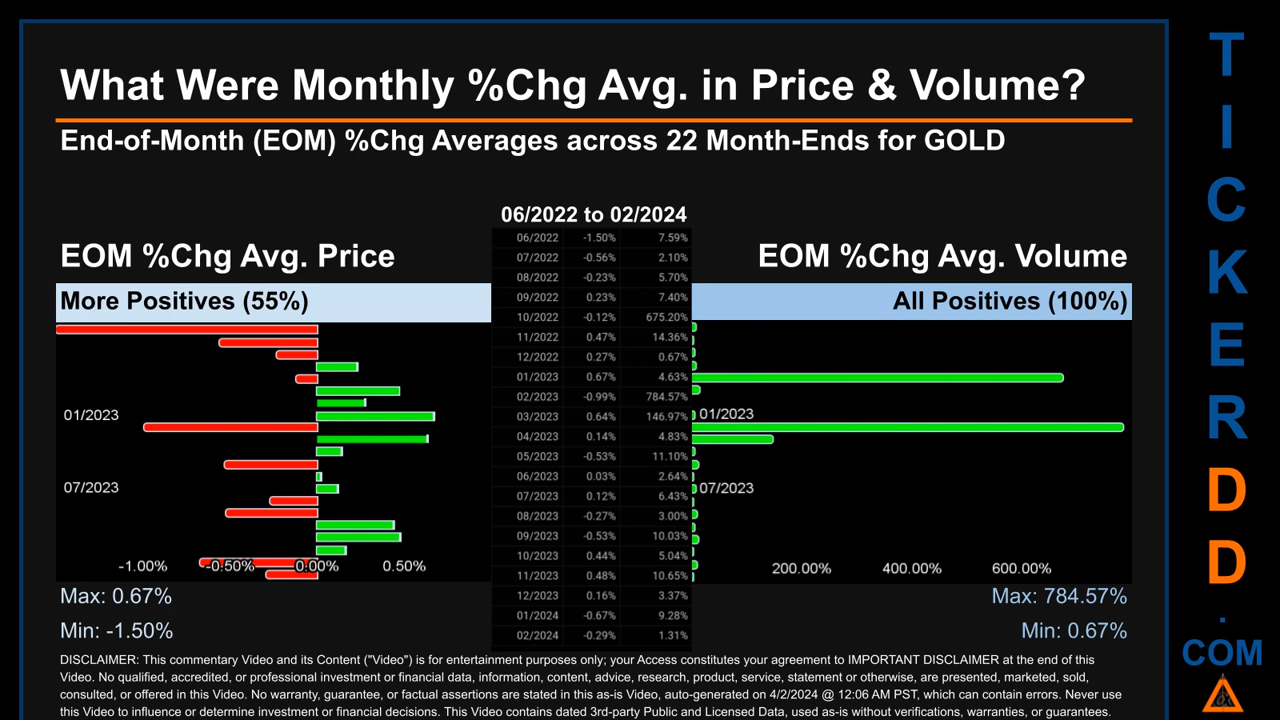 What Were Monthly %Chg Avg. in Price & Volume?
End-of-Month (EOM) %Chg Averages across 22 Month-Ends for GOLD
06/2022 to 02/2024
EOM %Chg Avg. Price
EOM %Chg Avg. Volume
More Positives (55%)
All Positives (100%)
06/2022 -1.50% 7.59%
07/2022 -0.56% 2.10%
08/2022 -0.23% 5.70%
09/2022 0.23% 7.40%
10/2022 -0.12% 675.20%
11/2022 0.47% 14.36%
12/2022 0.27% 0.67%
01/2023 0.67% 4.63%
02/2023 -0.99% 784.57%
03/2023 0.64% 146.97%
04/2023 0.14% 4.83%
05/2023 -0.53% 11.10%
06/2023 0.03% 2.64%
07/2023 0.12% 6.43%
08/2023 -0.27% 3.00%
09/2023 -0.53% 10.03%
10/2023 0.44% 5.04%
11/2023 0.48% 10.65%
12/2023 0.16% 3.37%
01/2024 -0.67% 9.28%
02/2024 -0.29% 1.31%
01/2023
07/2023
-1.00% -0.50% 0.00% 0.50%
01/2023
07/2023
200.00% 400.00% 600.00%
Max: 0.67%
Min: -1.50%
Max: 784.57%
Min: 0.67%
DISCLAIMER: This commentary Video and its Content ("Video") is for entertainment purposes only; your Access constitutes your agreement to IMPORTANT DISCLAIMER at the end of this
Video. No qualified, accredited, or professional investment or financial data, information, content, advice, research, product, service, statement or otherwise, are presented, marketed, sold,
consulted, or offered in this Video. No warranty, guarantee, or factual assertions are stated in this as-is Video, auto-generated on 4/2/2024 @ 12:06 AM PST, which can contain errors. Never use
this Video to influence or determine investment or financial decisions. This Video contains dated 3rd-party Public and Licensed Data, used as-is without verifications, warranties, or guarantees.
T
I
C
K
E
R
D
D
.
COM